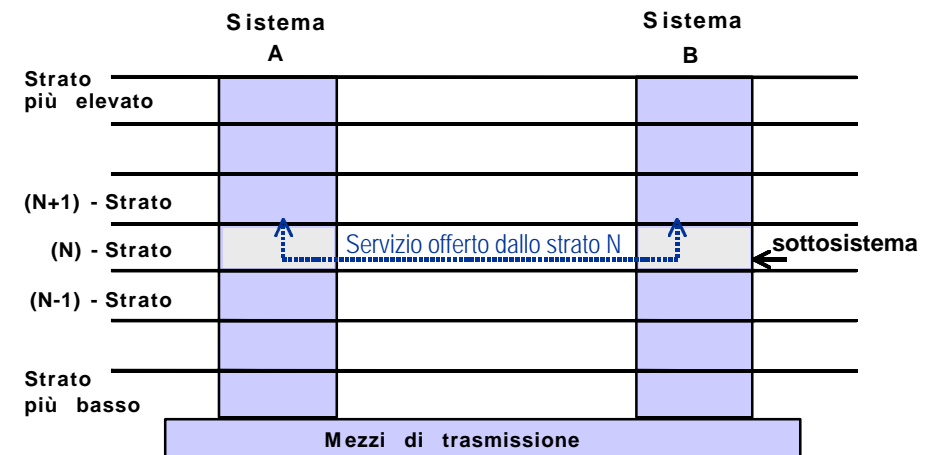 Sistema
A
Sistema
B
Strato
più elevato
(N+1) - Strato
(N) - Strato
Servizio offerto dallo strato N
sottosistema
(N-1) - Strato
Strato
più basso
Mezzi di trasmissione